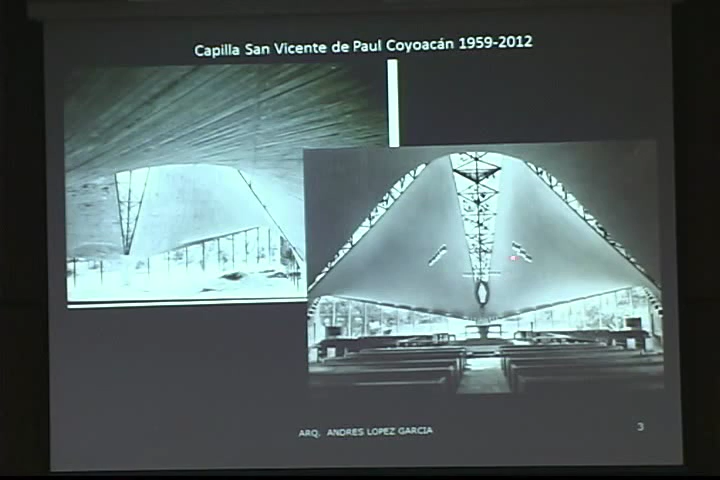 Capilla San Vicente de Paul Coyoacán 1959-2012
ARQ. ANDRES LOPEZ GARCIA
3